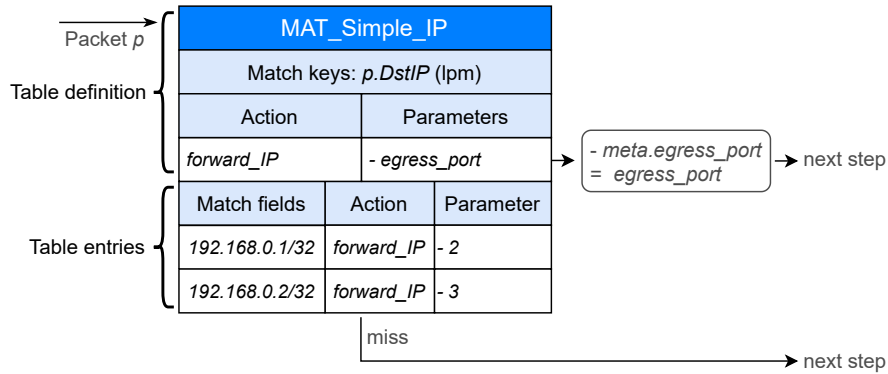 Packet p
MAT_Simple_IP
Match keys: p.DstIP (lpm)
Table definition
Action
Parameters
forward_IP
- egress_port
- meta.egress_port
= egress_port
next step
Match fields
Action
Parameter
Table entries
192.168.0.1/32
forward_IP
- 2
192.168.0.2/32
forward_IP
- 3
miss
next step